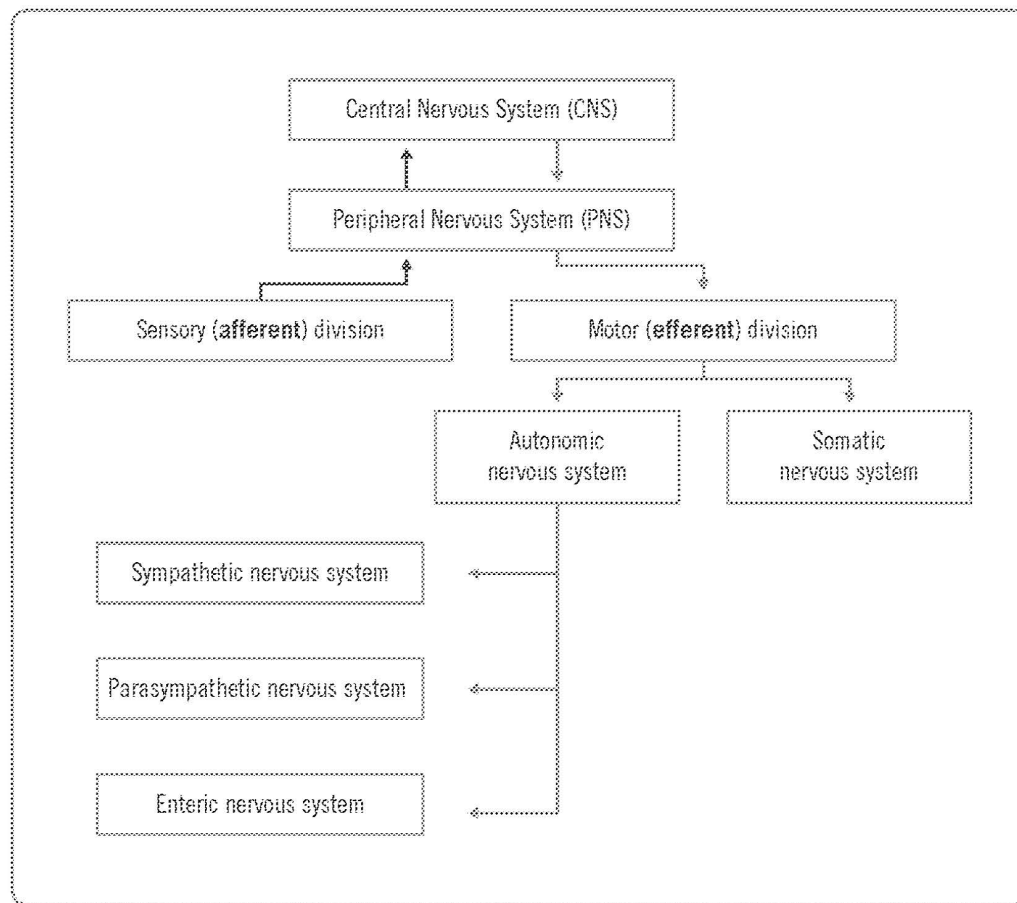 Central Nervous System (CNS)
Peripheral Nervous System (PNS)
Sensory (afferent) division
Motor (efferent) division
Autonomic
nervous system
Somatic
nervous system
Sympathetic nervous system
Parasympathetic nervous system
Enteric nervous system